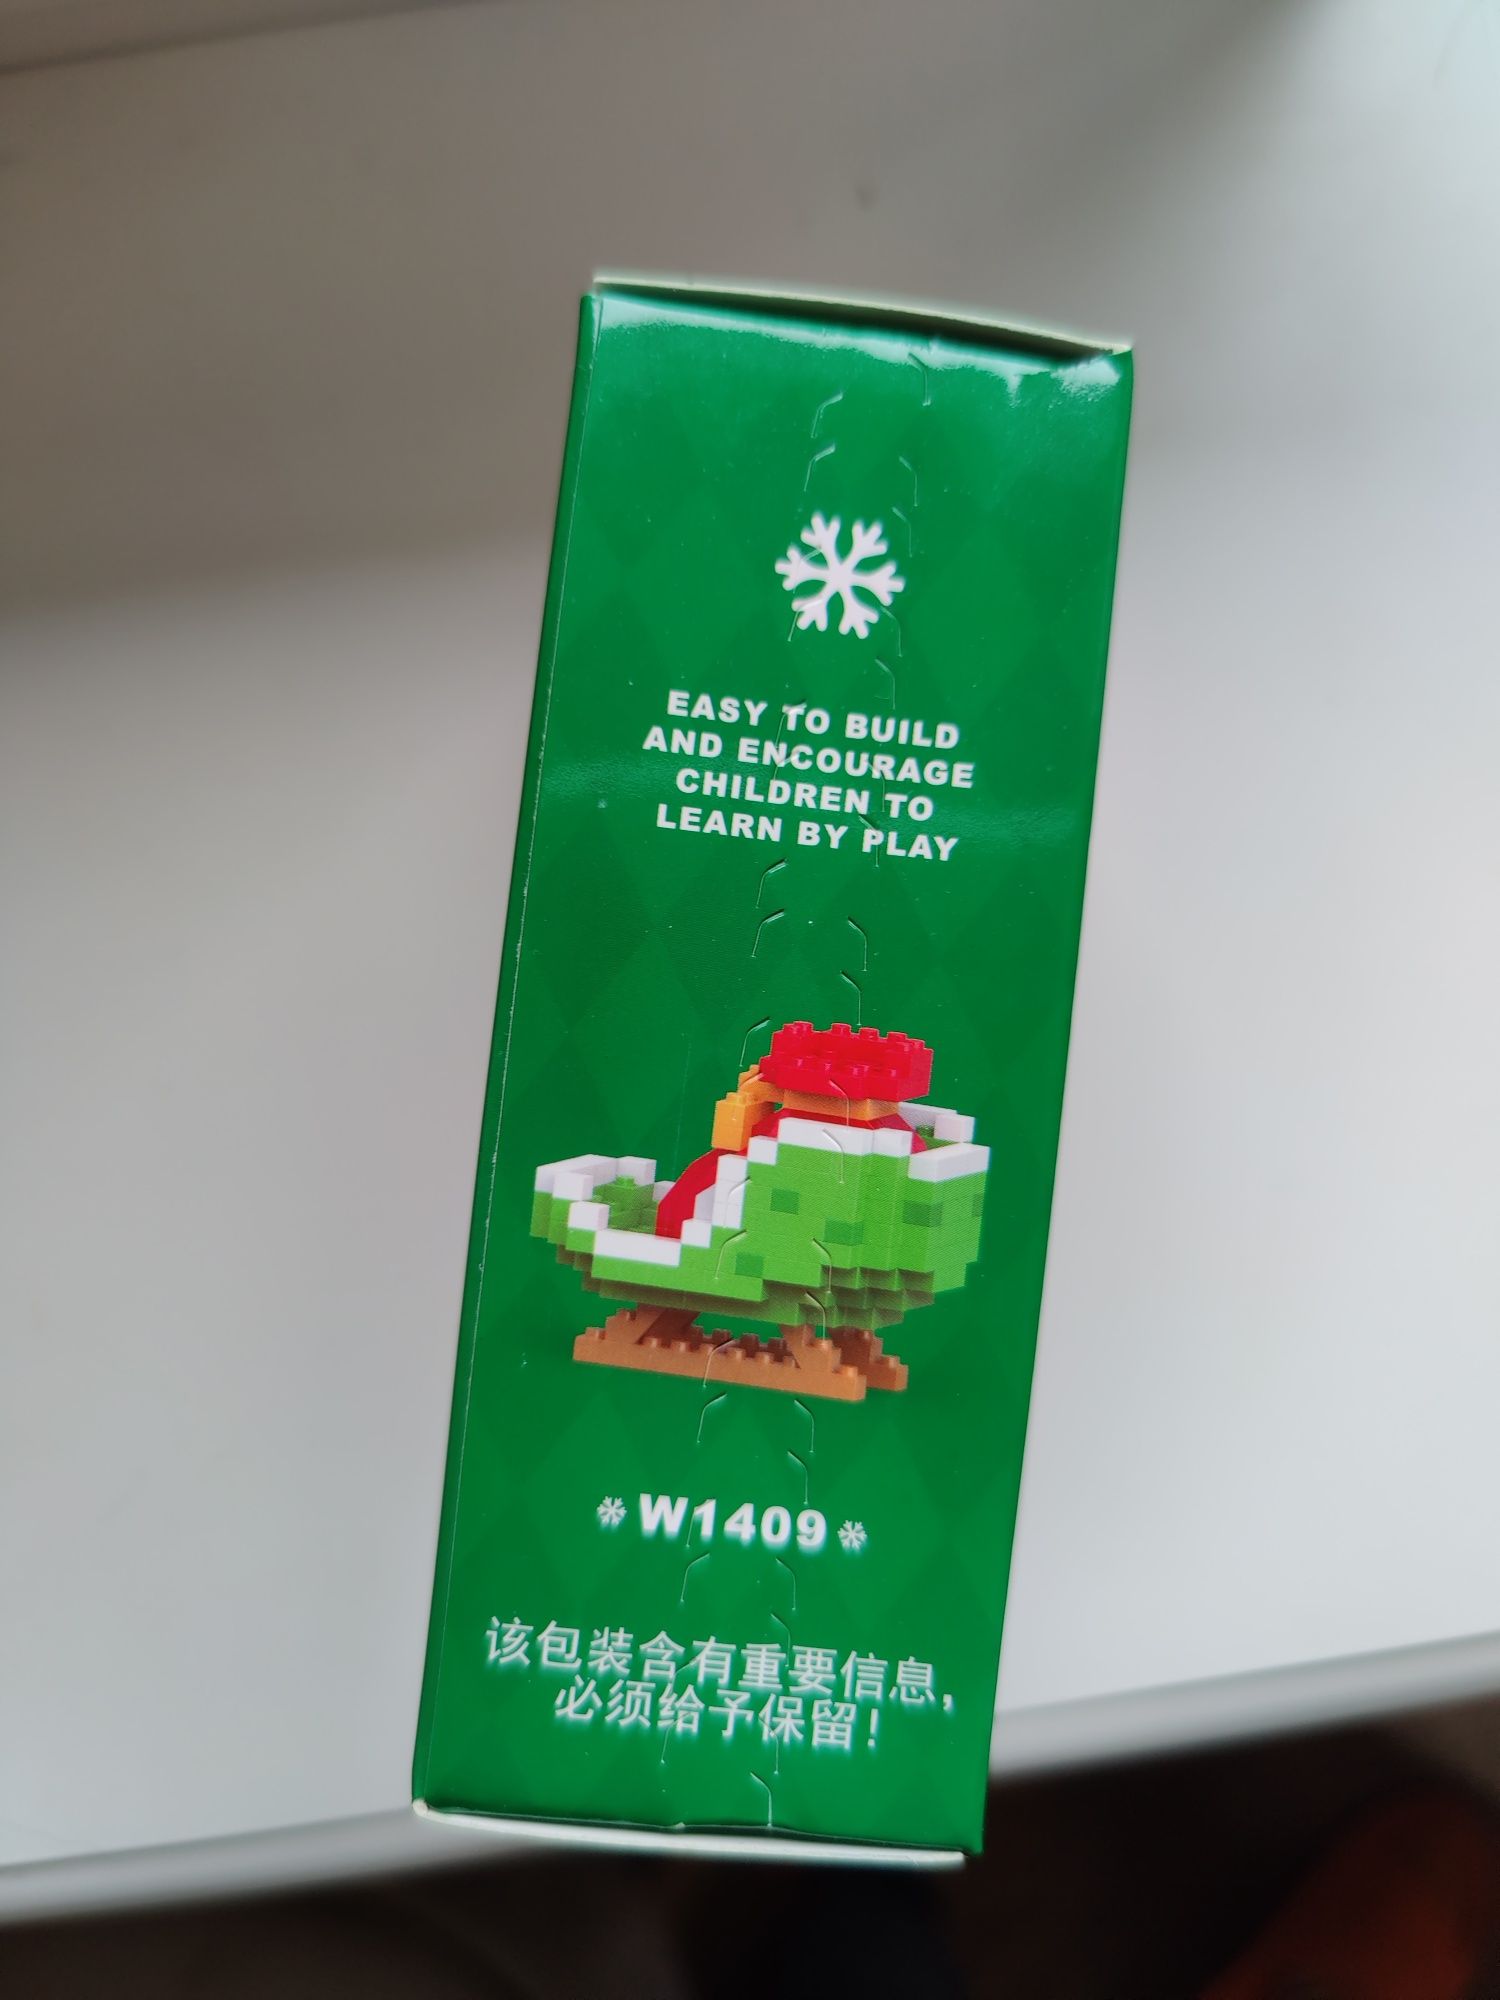 EASY TO BUILD
AND ENCOURAGE
CHILDREN TO
LEARN BY PLAY
W1409
该包装含有重要信息,
必须给予保留!